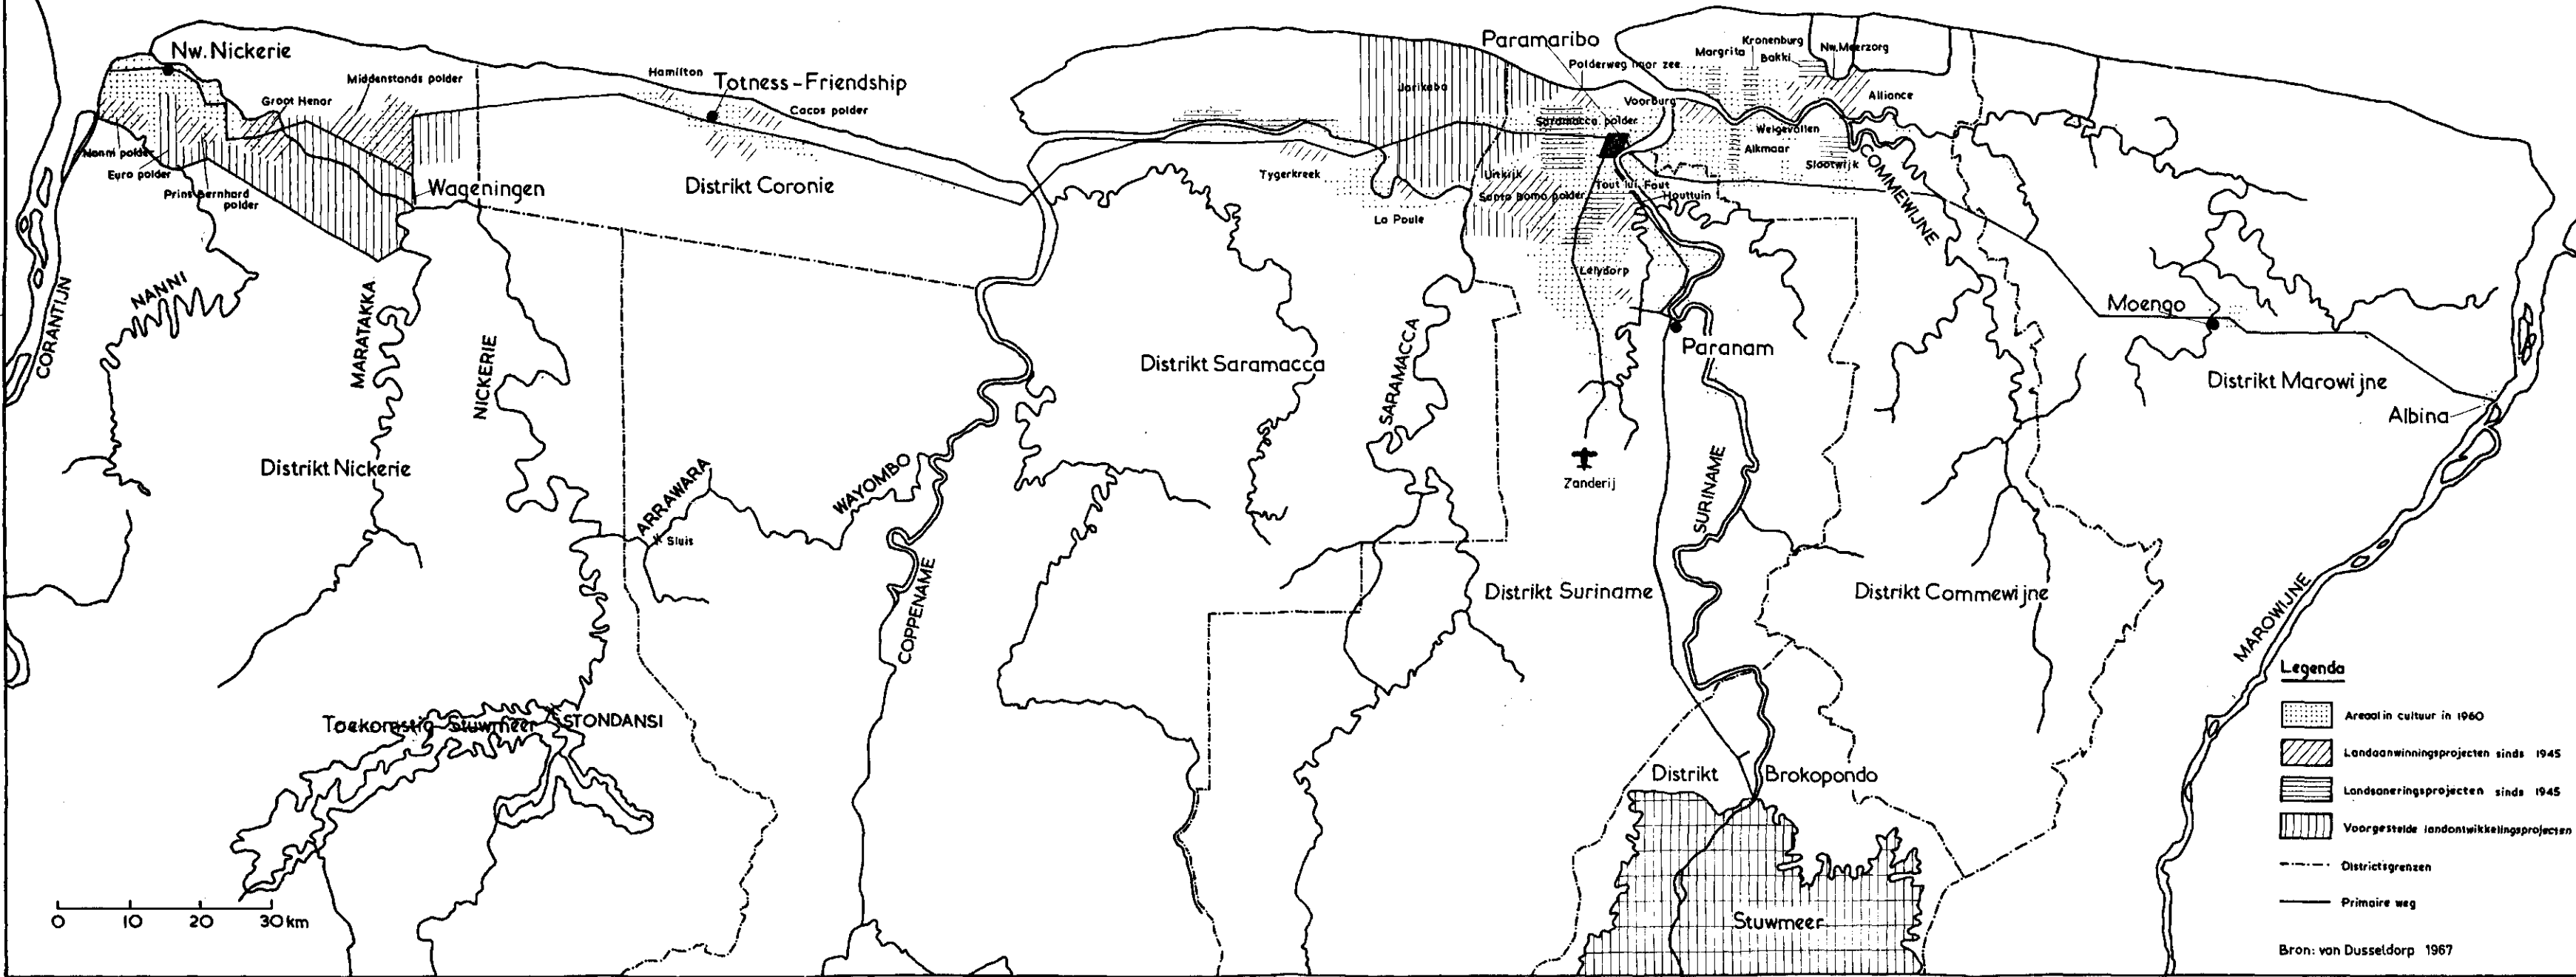 Nw. Nickerie
Middenstands polder
Groot Henar
Nanni polder
Euro polder
Prins Bernhard
polder
Wageningen
Hamilton
Totness-Friendship
Cacos polder
Distrikt Coronie
Paramaribo
Polderweg naar zee
Margrita
Kronenburg
Bakki
Nw. Meerzorg
Alliance
Jarikaba
Voorburg
Saramacca polder
Welgevallen
Alkmaar
Slootwijk
Tygerkreek
La Poule
Uitkijk
Santo boma polder
Tout lui Fout
Houttuin
Lelydorp
COMMEWIJNE
CORANTIJN
NANNI
MARATAKKA
NICKERIE
Distrikt Saramacca
SARAMACCA
Paranam
Moengo
Distrikt Marowijne
Albina
Distrikt Nickerie
ARRAWARA
Sluis
WAYOMBO
COPPENAME
Zanderij
SURINAME
Distrikt Suriname
Distrikt Commewijne
MAROWIJNE
Toekomstig Stuwmeer
STONDANSI
Distrikt Brokopondo
Stuwmeer
0 10 20 30 km
Legenda
Areaal in cultuur in 1960
Landaanwinningsprojecten sinds 1945
Landsaneringsprojecten sinds 1945
Voorgestelde landontwikkelingsprojecten
Districtsgrenzen
Primaire weg
Bron: van Dusseldorp 1967